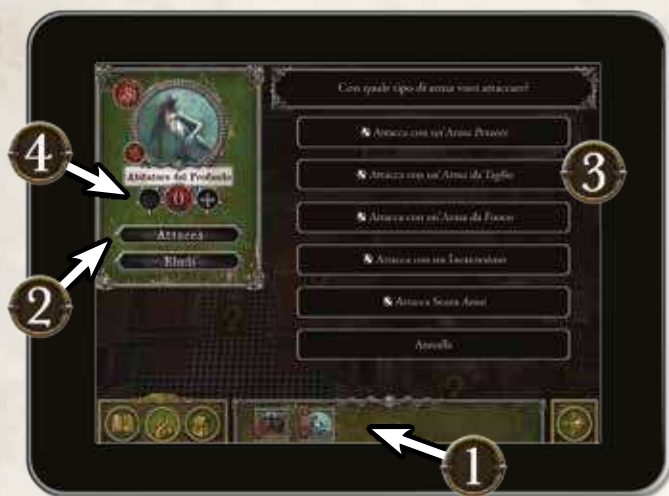 Con quale tipo di arma vuoi attaccare?
Attacca con un'Arma Pesante
Attacca con un'Arma da Taglio
Attacca con un'Arma da Fuoco
Attacca con un Incantesimo
Attacca Senza Armi
Annulla
Abitatore del Profondo
0
Attacca
Eludi
4
2
3
1